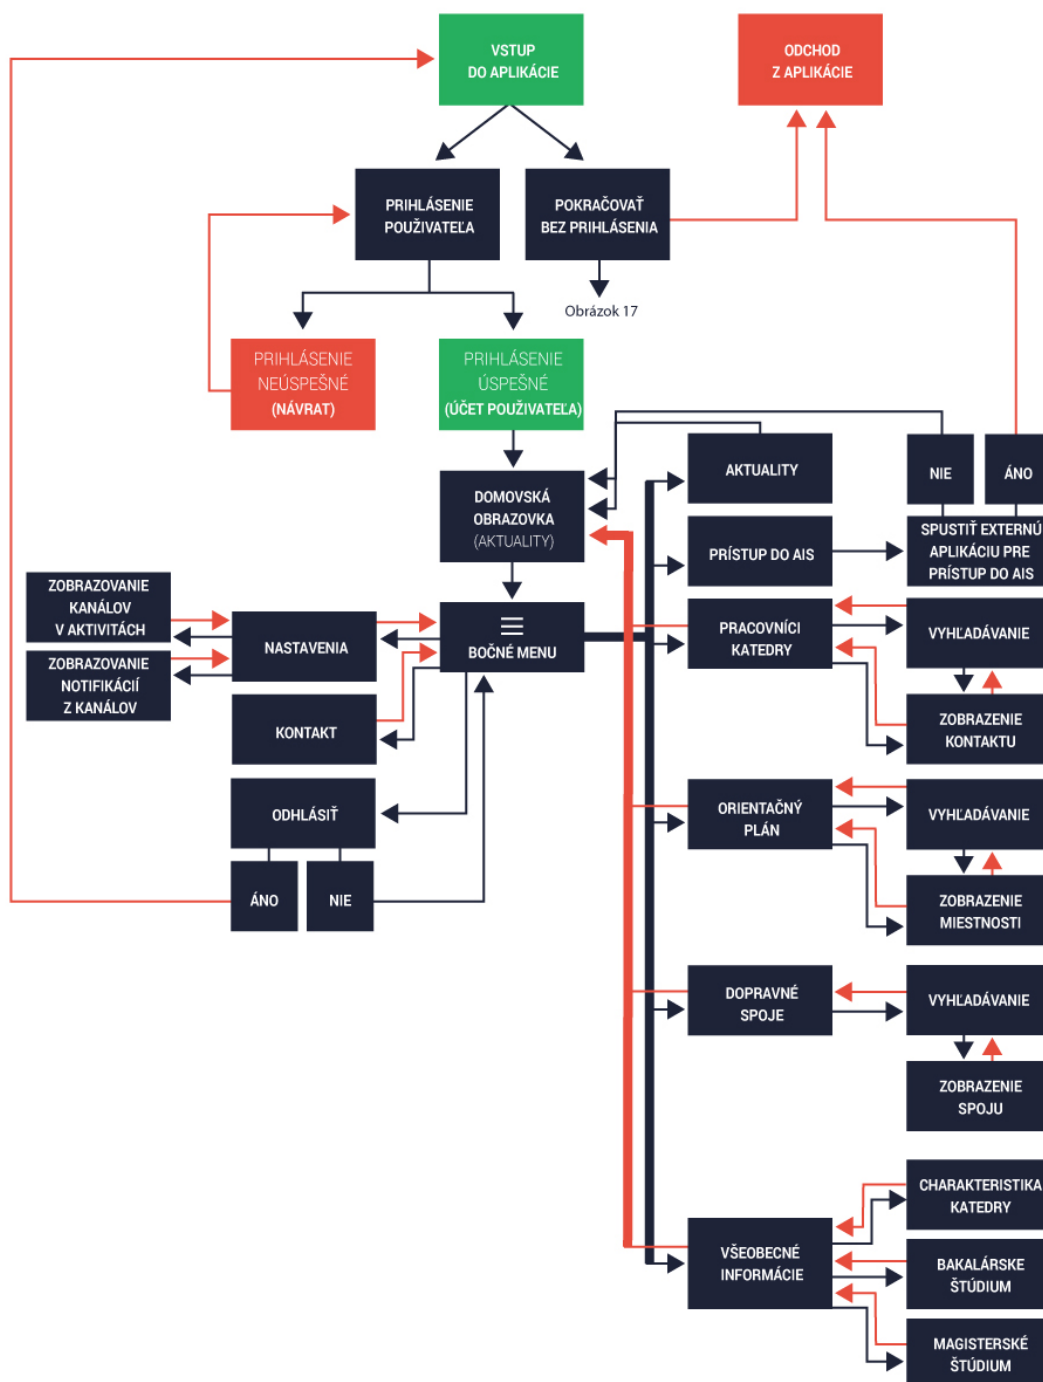 VSTUP
DO APLIKÁCIE
ODCHOD
Z APLIKÁCIE
PRIHLÁSENIE
POUŽIVATEĽA
POKRAČOVAŤ
BEZ PRIHLÁSENIA
Obrázok 17
PRIHLÁSENIE
NEÚSPEŠNÉ
(NÁVRAT)
PRIHLÁSENIE
ÚSPEŠNÉ
(ÚČET POUŽIVATEĽA)
AKTUALITY
NIE
ÁNO
DOMOVSKÁ
OBRAZOVKA
(AKTUALITY)
PRÍSTUP DO AIS
SPUSTIŤ EXTERNÚ
APLIKÁCIU PRE
PRÍSTUP DO AIS
ZOBRAZOVANIE
KANÁLOV
V AKTIVITÁCH
NASTAVENIA
BOČNÉ MENU
PRACOVNÍCI
KATEDRY
VYHĽADÁVANIE
ZOBRAZOVANIE
NOTIFIKÁCIÍ
Z KANÁLOV
KONTAKT
ZOBRAZENIE
KONTAKTU
ODHLÁSIŤ
ORIENTAČNÝ
PLÁN
VYHĽADÁVANIE
ÁNO
NIE
ZOBRAZENIE
MIESTNOSTI
DOPRAVNÉ
SPOJE
VYHĽADÁVANIE
ZOBRAZENIE
SPOJU
CHARAKTERISTIKA
KATEDRY
VŠEOBECNÉ
INFORMÁCIE
BAKALÁRSKE
ŠTÚDIUM
MAGISTERSKÉ
ŠTÚDIUM